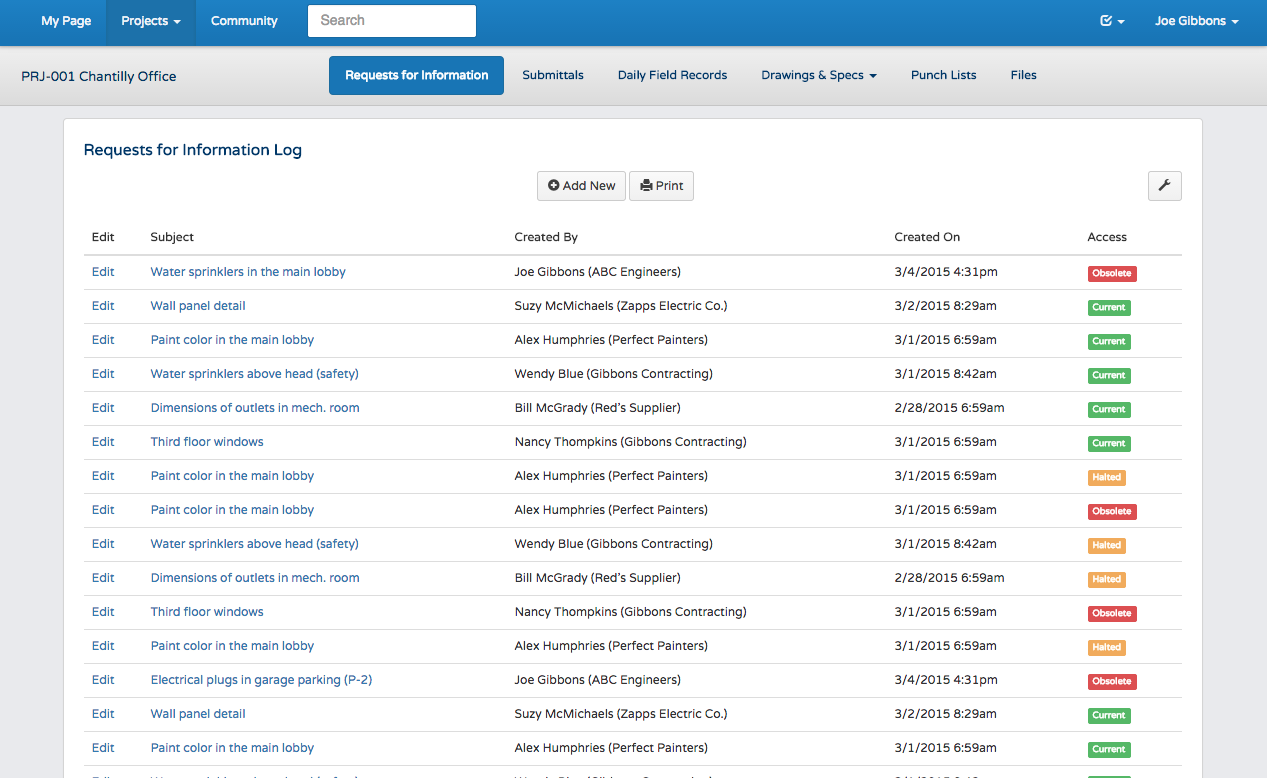 My Page Projects Community Search Joe Gibbons
PRJ-001 Chantilly Office Requests for Information Submittals Daily Field Records Drawings & Specs Punch Lists Files
Requests for Information Log
Add New Print
Edit Subject Created By Created On Access
Edit Water sprinklers in the main lobby Joe Gibbons (ABC Engineers) 3/4/2015 4:31pm Obsolete
Edit Wall panel detail Suzy McMichaels (Zapps Electric Co.) 3/2/2015 8:29am Current
Edit Paint color in the main lobby Alex Humphries (Perfect Painters) 3/1/2015 6:59am Current
Edit Water sprinklers above head (safety) Wendy Blue (Gibbons Contracting) 3/1/2015 8:42am Current
Edit Dimensions of outlets in mech. room Bill McGrady (Red's Supplier) 2/28/2015 6:59am Current
Edit Third floor windows Nancy Thompkins (Gibbons Contracting) 3/1/2015 6:59am Current
Edit Paint color in the main lobby Alex Humphries (Perfect Painters) 3/1/2015 6:59am Halted
Edit Paint color in the main lobby Alex Humphries (Perfect Painters) 3/1/2015 6:59am Obsolete
Edit Water sprinklers above head (safety) Wendy Blue (Gibbons Contracting) 3/1/2015 8:42am Halted
Edit Dimensions of outlets in mech. room Bill McGrady (Red's Supplier) 2/28/2015 6:59am Halted
Edit Third floor windows Nancy Thompkins (Gibbons Contracting) 3/1/2015 6:59am Obsolete
Edit Paint color in the main lobby Alex Humphries (Perfect Painters) 3/1/2015 6:59am Halted
Edit Electrical plugs in garage parking (P-2) Joe Gibbons (ABC Engineers) 3/4/2015 4:31pm Obsolete
Edit Wall panel detail Suzy McMichaels (Zapps Electric Co.) 3/2/2015 8:29am Current
Edit Paint color in the main lobby Alex Humphries (Perfect Painters) 3/1/2015 6:59am Current